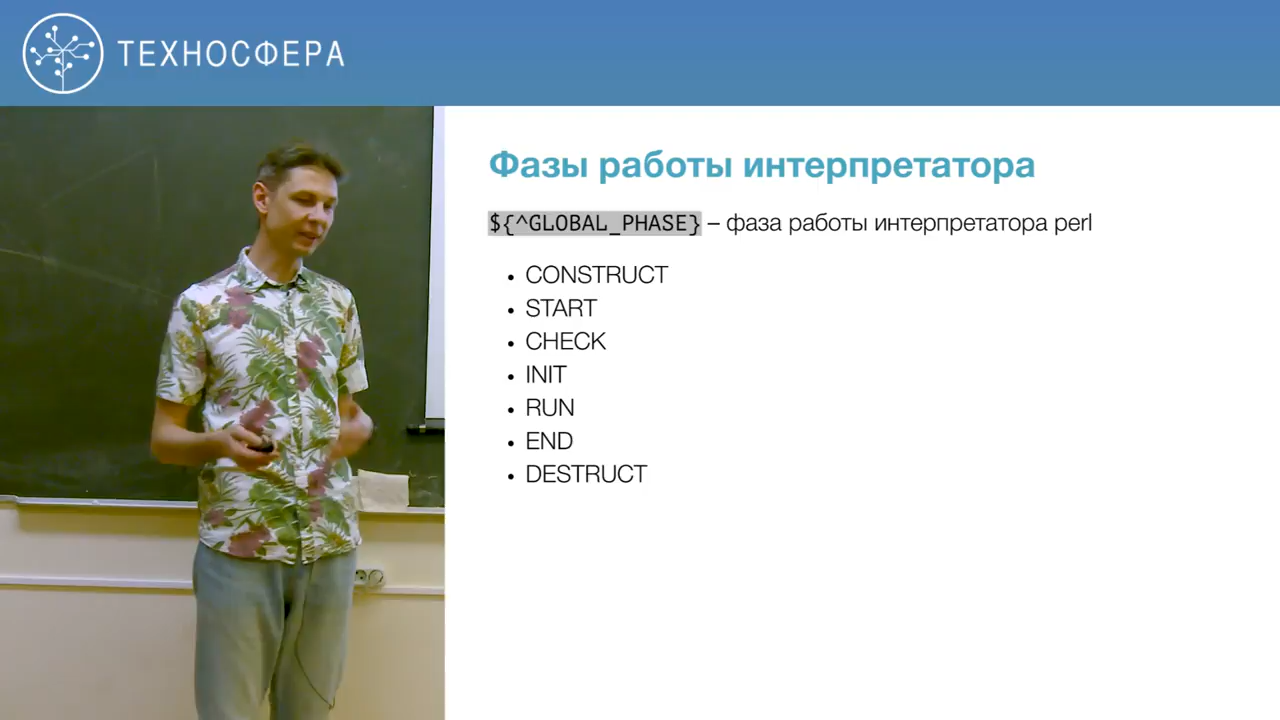 ТЕХНОСФЕРА
Фазы работы интерпретатора
${^GLOBAL_PHASE} – фаза работы интерпретатора perl
• CONSTRUCT
• START
• CHECK
• INIT
• RUN
• END
• DESTRUCT